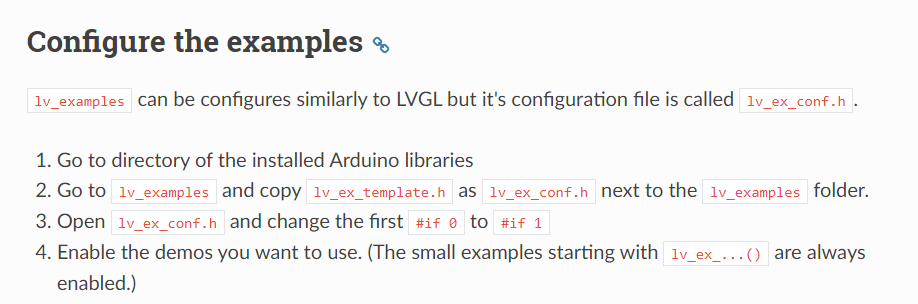 Configure the examples
lv_examples can be configures similarly to LVGL but it's configuration file is called lv_ex_conf.h.
1. Go to directory of the installed Arduino libraries
2. Go to lv_examples and copy lv_ex_template.h as lv_ex_conf.h next to the lv_examples folder.
3. Open lv_ex_conf.h and change the first #if 0 to #if 1
4. Enable the demos you want to use. (The small examples starting with lv_ex_...() are always
enabled.)